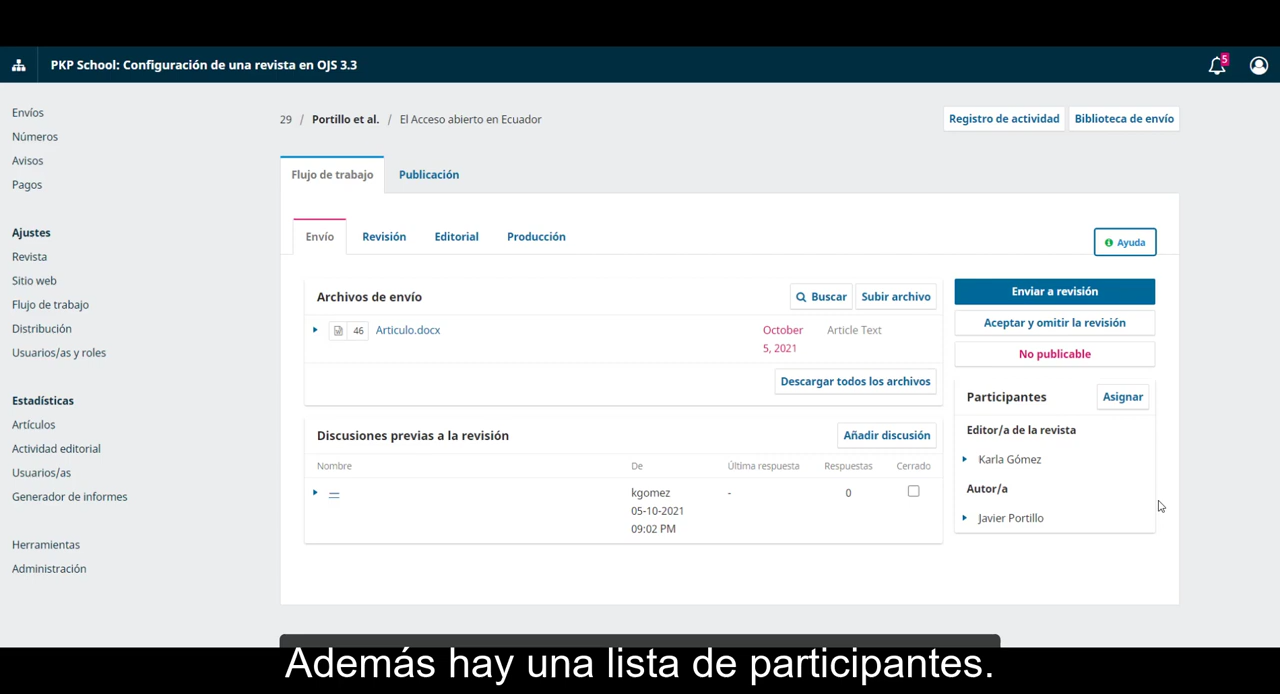 PKP School: Configuración de una revista en OJS 3.3
5
Envíos
Números
Avisos
Pagos
Ajustes
Revista
Sitio web
Flujo de trabajo
Distribución
Usuarios/as y roles
Estadísticas
Artículos
Actividad editorial
Usuarios/as
Generador de informes
Herramientas
Administración
29 / Portillo et al. / El Acceso abierto en Ecuador
Registro de actividad
Biblioteca de envío
Flujo de trabajo
Publicación
Envío
Revisión
Editorial
Producción
Ayuda
Archivos de envío
Buscar
Subir archivo
46
Articulo.docx
October
5, 2021
Article Text
Descargar todos los archivos
Discusiones previas a la revisión
Añadir discusión
Nombre
De
Última respuesta
Respuestas
Cerrado
—
kgomez
05-10-2021
09:02 PM
-
0
Enviar a revisión
Aceptar y omitir la revisión
No publicable
Participantes
Asignar
Editor/a de la revista
Karla Gómez
Autor/a
Javier Portillo
Además hay una lista de participantes.